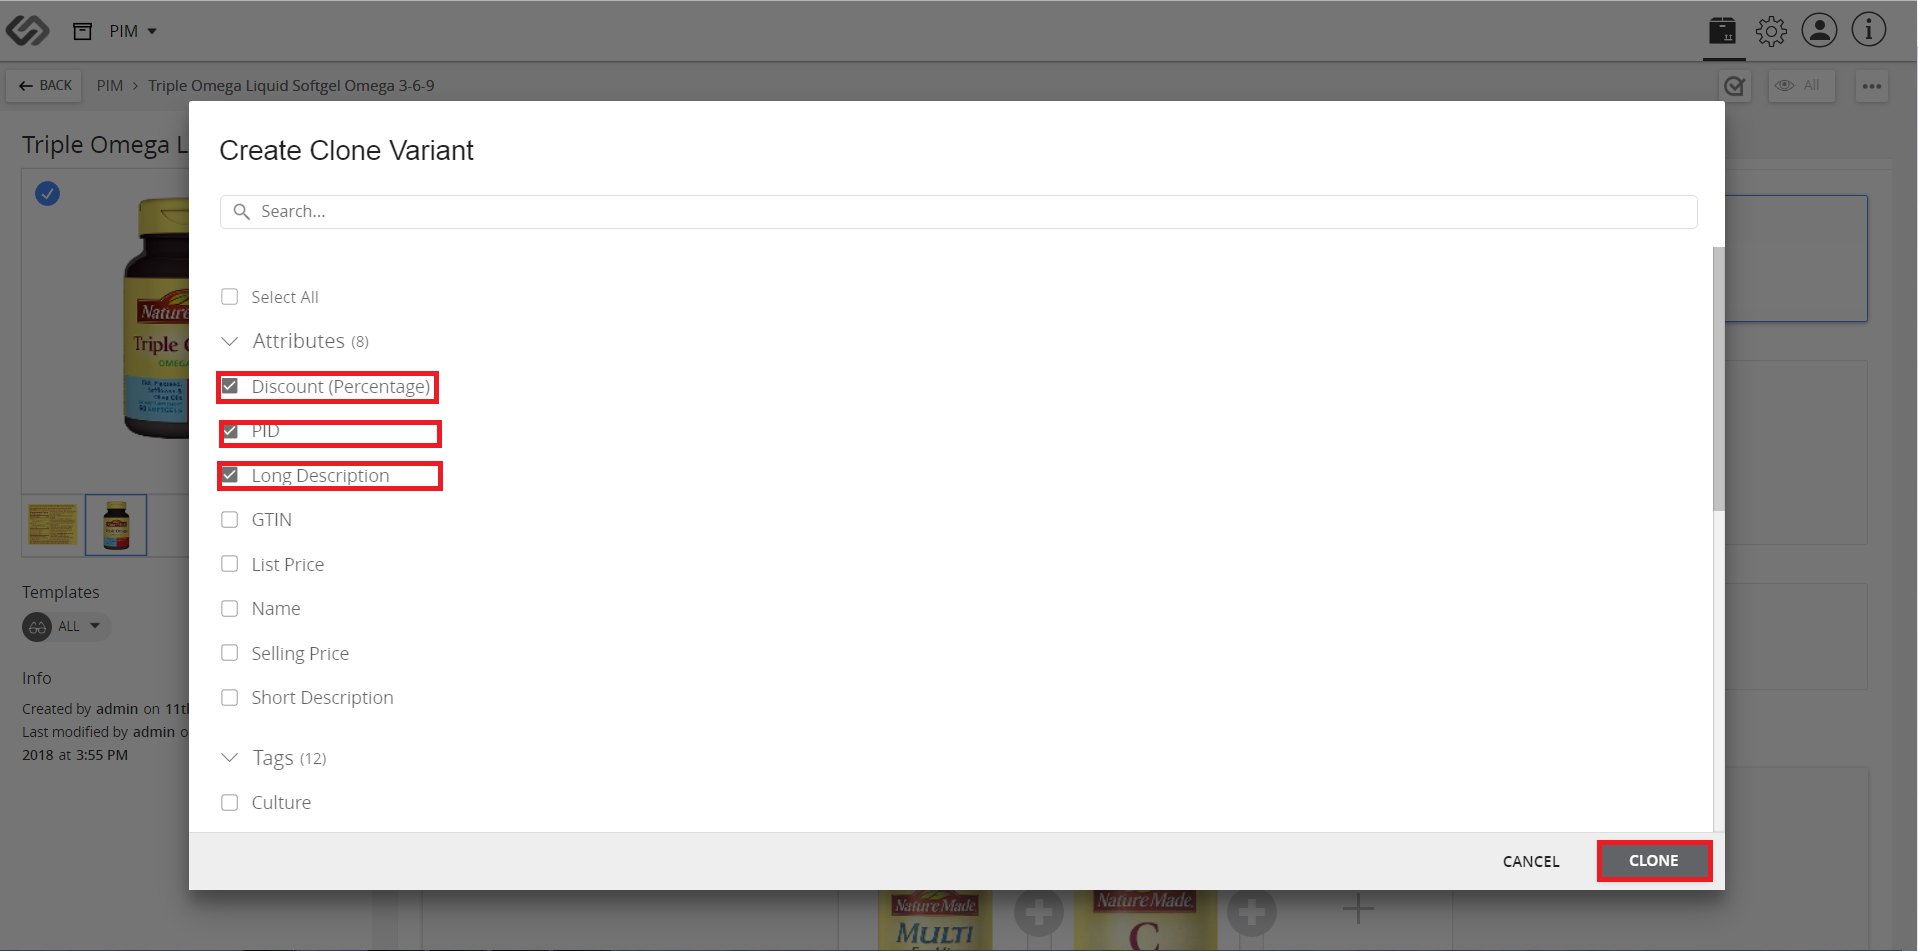 PIM
BACK PIM > Triple Omega Liquid Softgel Omega 3-6-9
All
Triple Omega L
Create Clone Variant
Search...
Select All
Attributes (8)
Discount (Percentage)
PID
Long Description
GTIN
List Price
Name
Selling Price
Short Description
Tags (12)
Culture
CANCEL
CLONE
Nature
Triple
OMEGA
SOFTGELS
Templates
ALL
Info
Created by admin on 11th
Last modified by admin o
2018 at 3:55 PM
Nature Made
MULTI
Nature Made
C